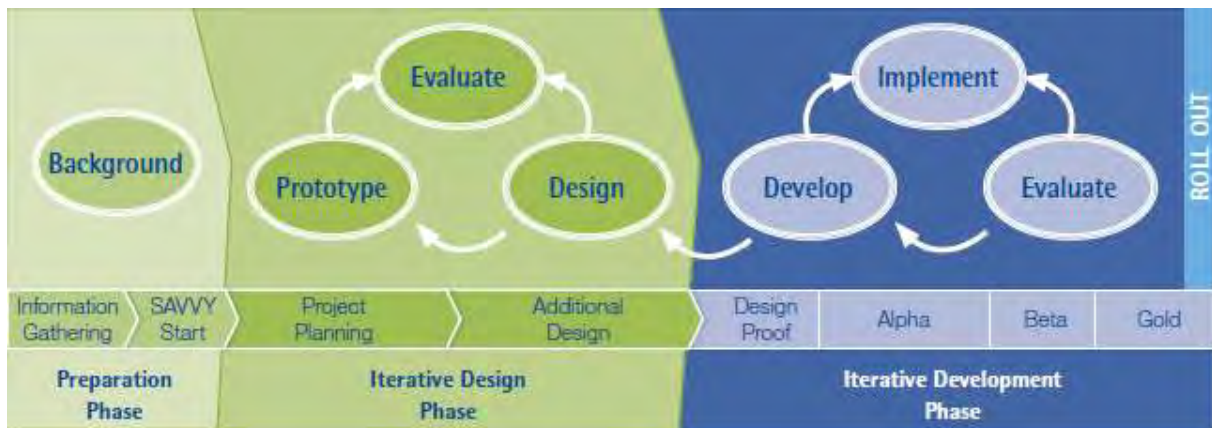 Evaluate
Implement
Background
Prototype
Design
Develop
Evaluate
ROLL OUT
Information
Gathering
SAVVY
Start
Project
Planning
Additional
Design
Design
Proof
Alpha
Beta
Gold
Preparation
Phase
Iterative Design
Phase
Iterative Development
Phase